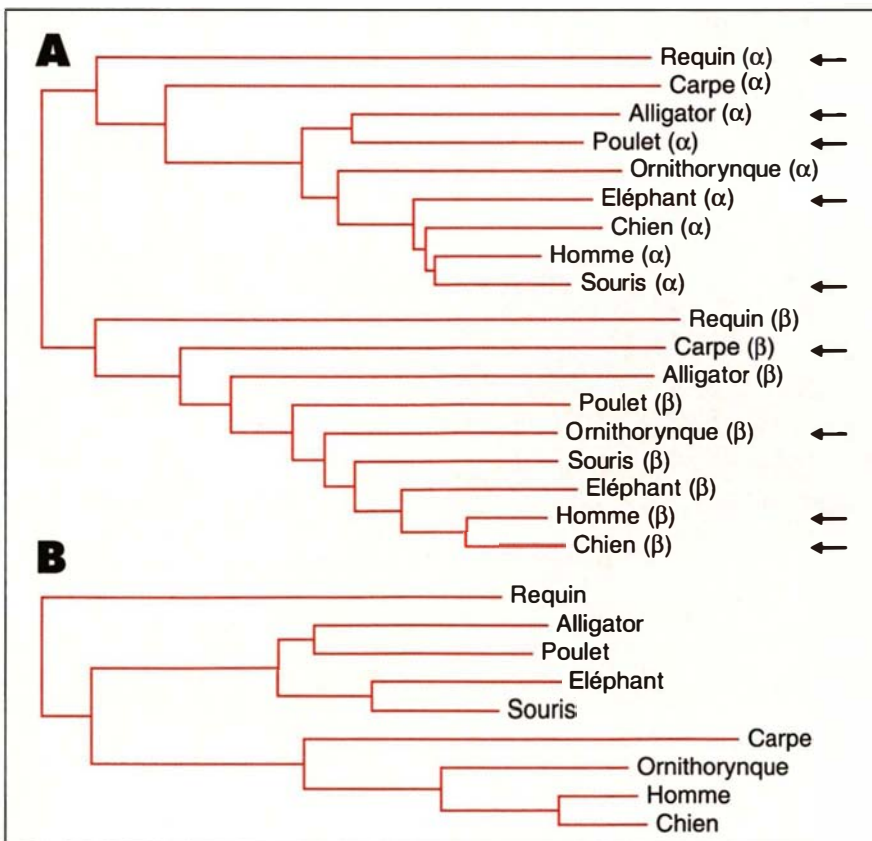 A
Requin (α)
Carpe (α)
Alligator (α)
Poulet (α)
Ornithorynque (α)
Eléphant (α)
Chien (α)
Homme (α)
Souris (α)
Requin (β)
Carpe (β)
Alligator (β)
Poulet (β)
Ornithorynque (β)
Souris (β)
Eléphant (β)
Homme (β)
Chien (β)
B
Requin
Alligator
Poulet
Eléphant
Souris
Carpe
Ornithorynque
Homme
Chien